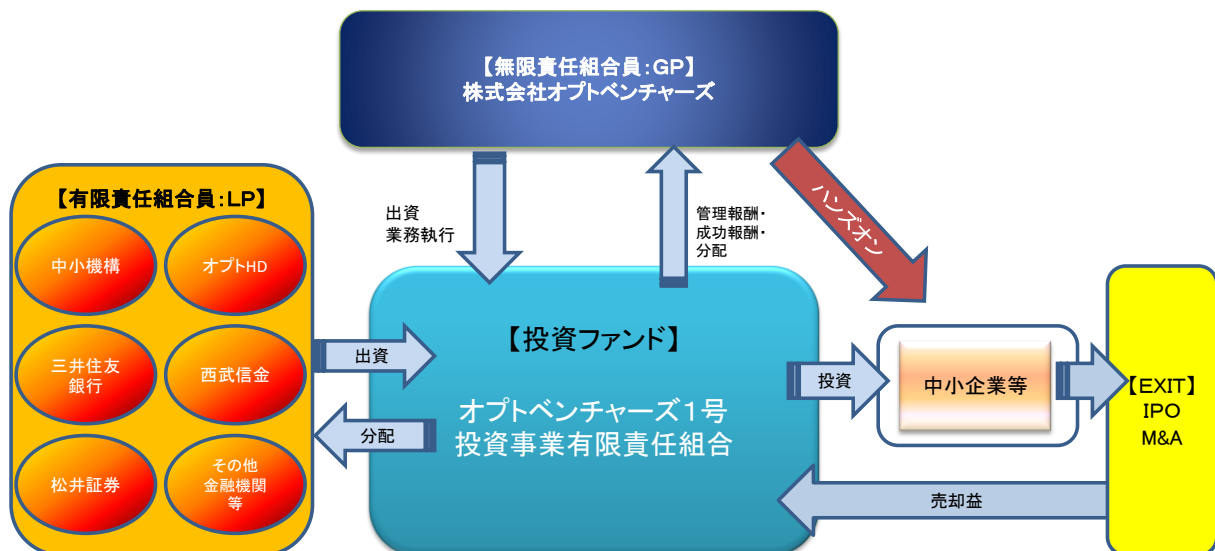 【無限責任組合員:GP】
株式会社オプトベンチャーズ
【有限責任組合員:LP】
中小機構
オプトHD
三井住友
銀行
西武信金
松井証券
その他
金融機関
等
出資
業務執行
管理報酬・
成功報酬・
分配
ハンズオン
出資
分配
【投資ファンド】
オプトベンチャーズ1号
投資事業有限責任組合
投資
中小企業等
【EXIT】
IPO
M&A
売却益